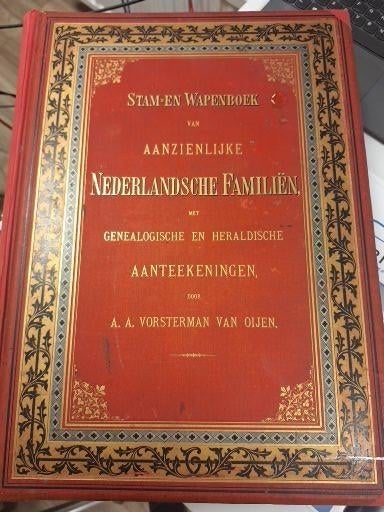 STAM-EN WAPENBOEK
VAN
AANZIENLIJKE
NEDERLANDSCHE FAMILIËN,
MET
GENEALOGISCHE EN HERALDISCHE
AANTEEKENINGEN,
DOOR
A. A. VORSTERMAN VAN OIJEN.